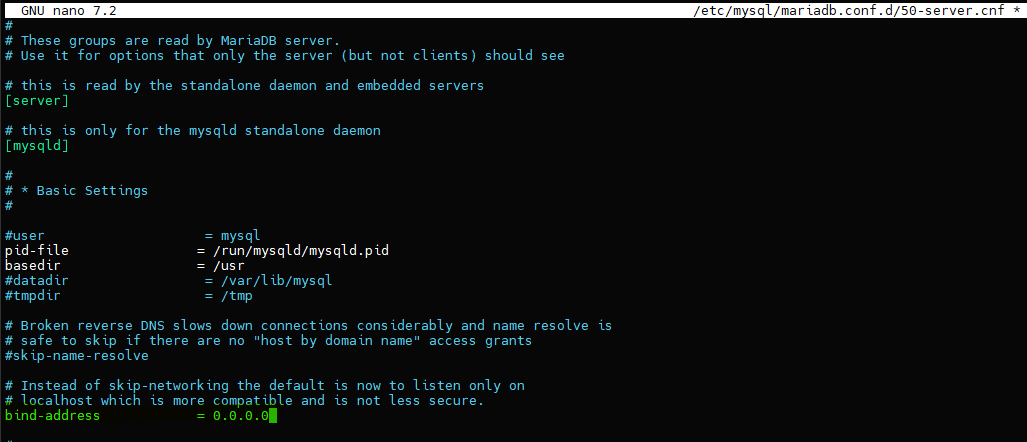 GNU nano 7.2 /etc/mysql/mariadb.conf.d/50-server.cnf *
#
# These groups are read by MariaDB server.
# Use it for options that only the server (but not clients) should see
# this is read by the standalone daemon and embedded servers
[server]
# this is only for the mysqld standalone daemon
[mysqld]
#
# * Basic Settings
#
#user = mysql
pid-file = /run/mysqld/mysqld.pid
basedir = /usr
#datadir = /var/lib/mysql
#tmpdir = /tmp
# Broken reverse DNS slows down connections considerably and name resolve is
# safe to skip if there are no "host by domain name" access grants
#skip-name-resolve
# Instead of skip-networking the default is now to listen only on
# localhost which is more compatible and is not less secure.
bind-address = 0.0.0.0